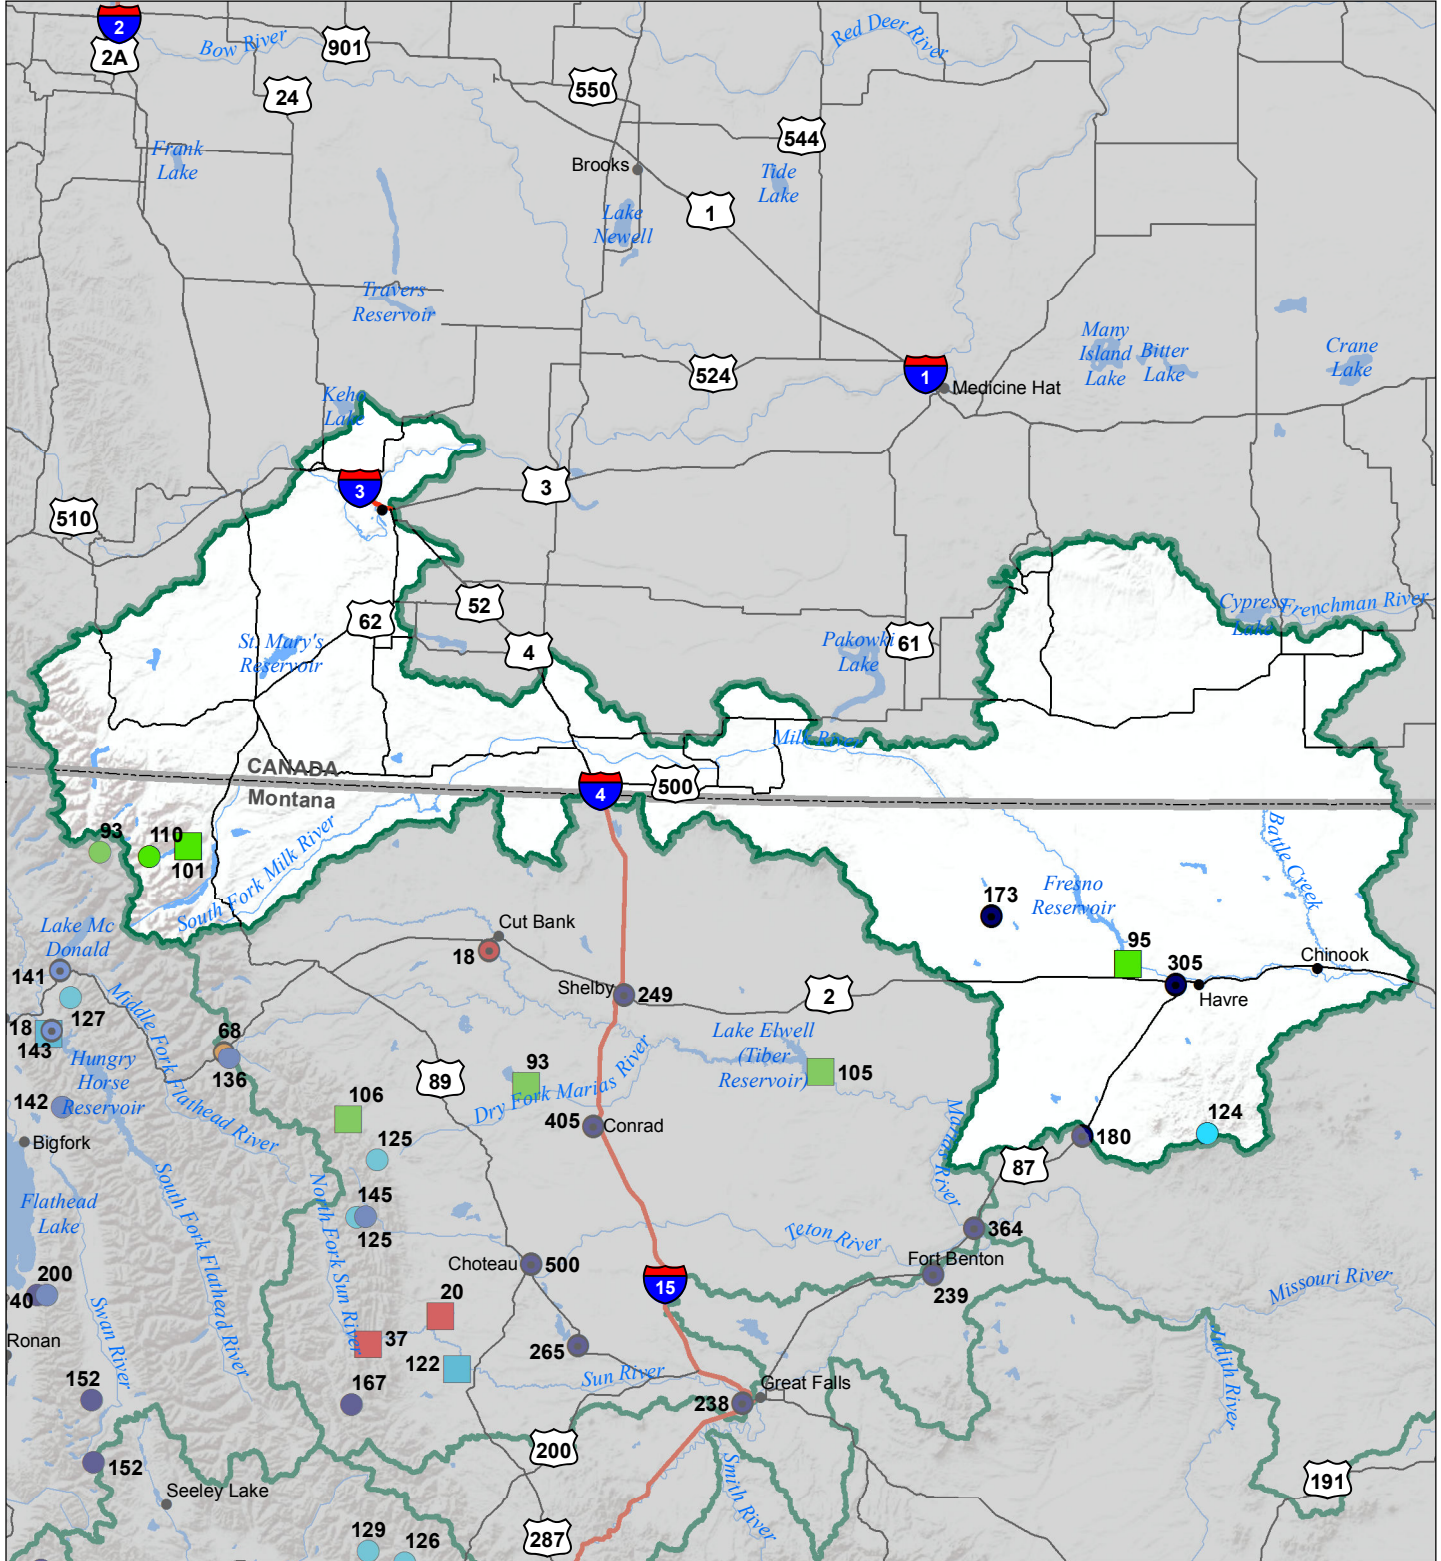 2
2A
Bow River
901
24
550
Red Deer River
544
Frank
Lake
Brooks
Tide
Lake
Lake
Newell
1
Travers
Reservoir
Many
Island
Lake
Bitter
Lake
Crane
Lake
524
1
Medicine Hat
Keho
Lake
3
3
510
62
52
4
St. Mary's
Reservoir
Pakowki
Lake
61
Cypress
Lake
Frenchman River
Milk River
CANADA
Montana
4
500
93
110
101
South Fork Milk River
Battle Creek
Fresno
Reservoir
173
95
305
Chinook
Havre
Lake Mc
Donald
141
127
18
143
Hungry
Horse
Reservoir
142
Bigfork
Middle Fork Flathead River
Cut Bank
18
Shelby
249
2
68
136
89
93
Dry Fork Marias River
Lake Elwell
(Tiber
Reservoir)
105
106
125
405
Conrad
Marias River
180
124
87
Flathead
Lake
South Fork Flathead River
North Fork Sun River
145
125
Teton River
364
Fort Benton
239
Choteau
500
15
Missouri River
200
40
Ronan
Swan River
20
37
122
265
Sun River
Judith River
152
167
Great Falls
238
152
200
Smith River
Seeley Lake
191
129
126
287